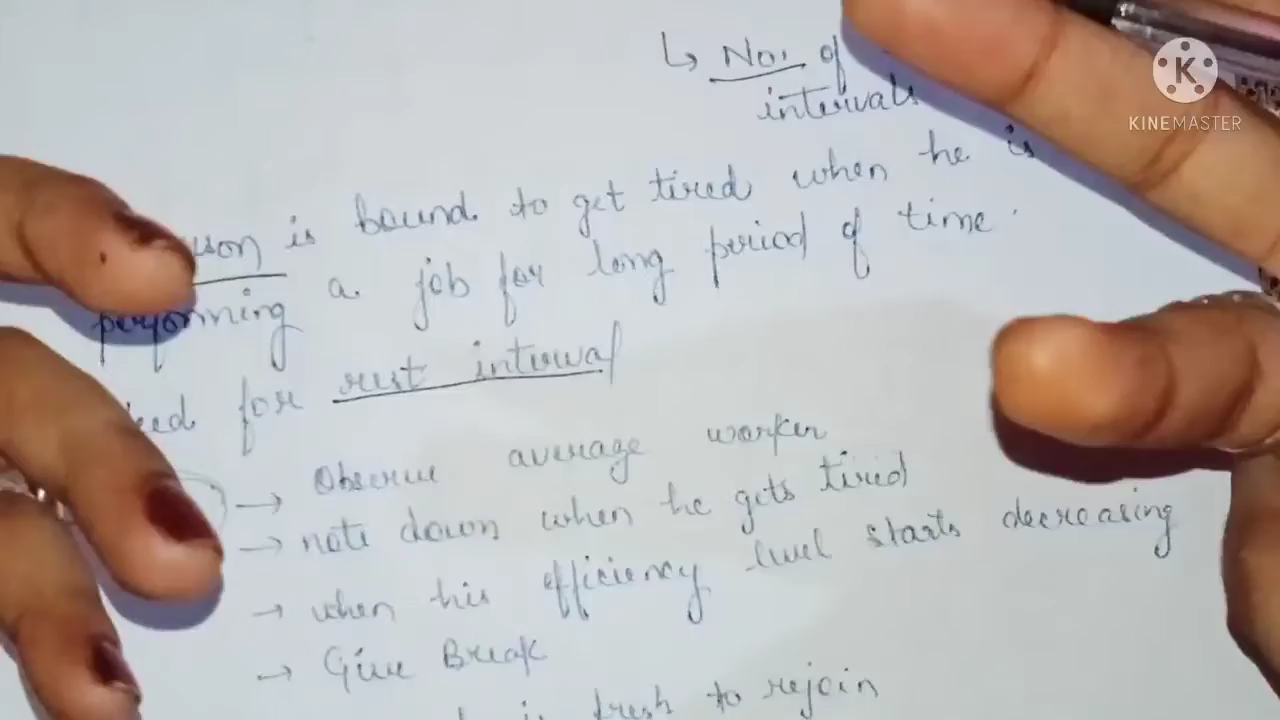 ↳ No. of
intervals
is bound to get tired when he is
performing a job for long period of time.
for rest interval
→ Observe average worker
→ note down when he gets tired
→ when his efficiency level starts decreasing
→ Give Break
is fresh to rejoin
K
KINEMASTER